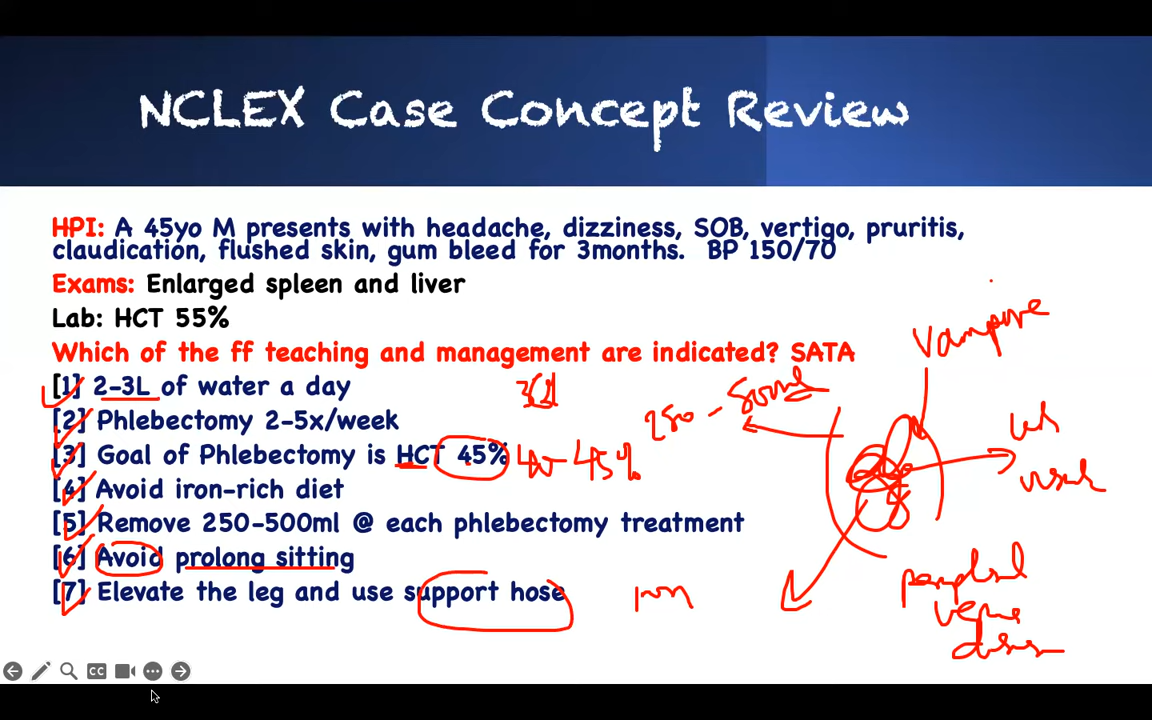 NCLEX Case Concept Review
HPI: A 45yo M presents with headache, dizziness, SOB, vertigo, pruritis,
claudication, flushed skin, gum bleed for 3months. BP 150/70
Exams: Enlarged spleen and liver
Lab: HCT 55%
Which of the ff teaching and management are indicated? SATA
[1] 2-3L of water a day
[2] Phlebectomy 2-5x/week
[3] Goal of Phlebectomy is HCT 45%
40-45%
[4] Avoid iron-rich diet
[5] Remove 250-500ml @ each phlebectomy treatment
[6] Avoid prolong sitting
[7] Elevate the leg and use support hose
Vampire
250 - 500ml
CC